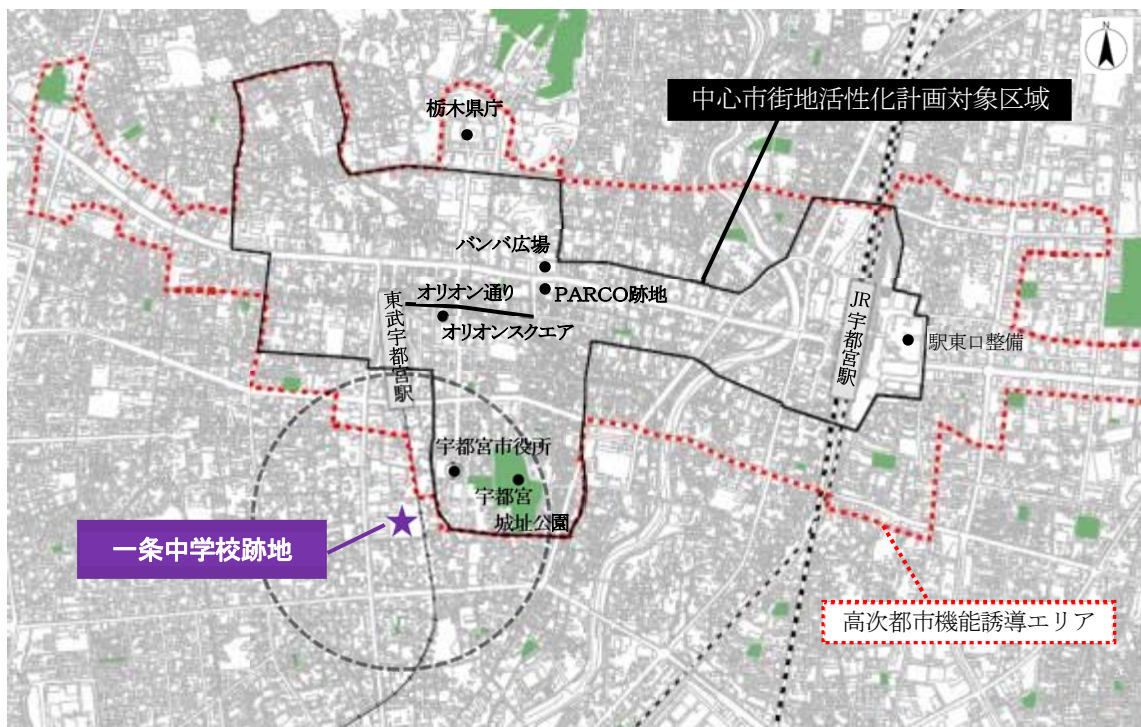 N
中心市街地活性化計画対象区域
栃木県庁
バンバ広場
PARCO跡地
オリオン通り
オリオンスクエア
東武宇都宮駅
JR宇都宮駅
駅東口整備
宇都宮市役所
宇都宮
城址公園
一条中学校跡地
高次都市機能誘導エリア